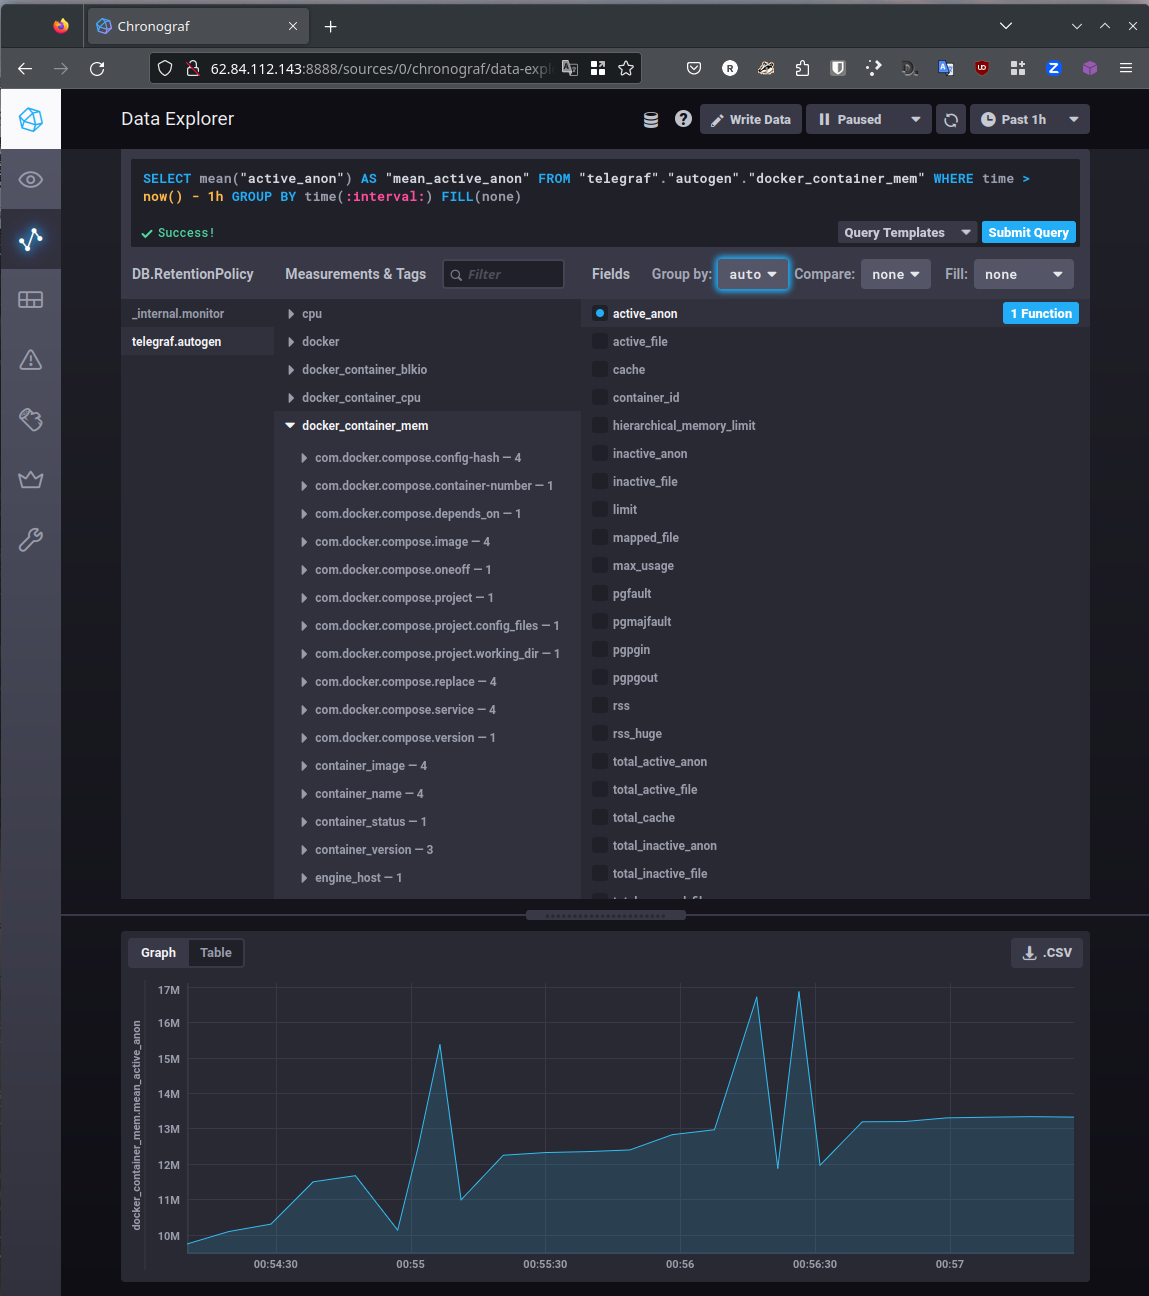 Chronograf
62.84.112.143:8888/sources/0/chronograf/data-expl
Data Explorer
Write Data
Paused
Past 1h
SELECT mean("active_anon") AS "mean_active_anon" FROM "telegraf"."autogen"."docker_container_mem" WHERE time >
now() - 1h GROUP BY time(:interval:) FILL(none)
Success!
Query Templates
Submit Query
DB.RetentionPolicy
Measurements & Tags
Filter
Fields
Group by:
auto
Compare:
none
Fill:
none
_internal.monitor
telegraf.autogen
cpu
docker
docker_container_blkio
docker_container_cpu
docker_container_mem
com.docker.compose.config-hash — 4
com.docker.compose.container-number — 1
com.docker.compose.depends_on — 1
com.docker.compose.image — 4
com.docker.compose.oneoff — 1
com.docker.compose.project — 1
com.docker.compose.project.config_files — 1
com.docker.compose.project.working_dir — 1
com.docker.compose.replace — 4
com.docker.compose.service — 4
com.docker.compose.version — 1
container_image — 4
container_name — 4
container_status — 1
container_version — 3
engine_host — 1
active_anon
1 Function
active_file
cache
container_id
hierarchical_memory_limit
inactive_anon
inactive_file
limit
mapped_file
max_usage
pgfault
pgmajfault
pgpgin
pgpgout
rss
rss_huge
total_active_anon
total_active_file
total_cache
total_inactive_anon
total_inactive_file
Graph
Table
.CSV
docker_container_mem.mean_active_anon
17M
16M
15M
14M
13M
12M
11M
10M
00:54:30
00:55
00:55:30
00:56
00:56:30
00:57